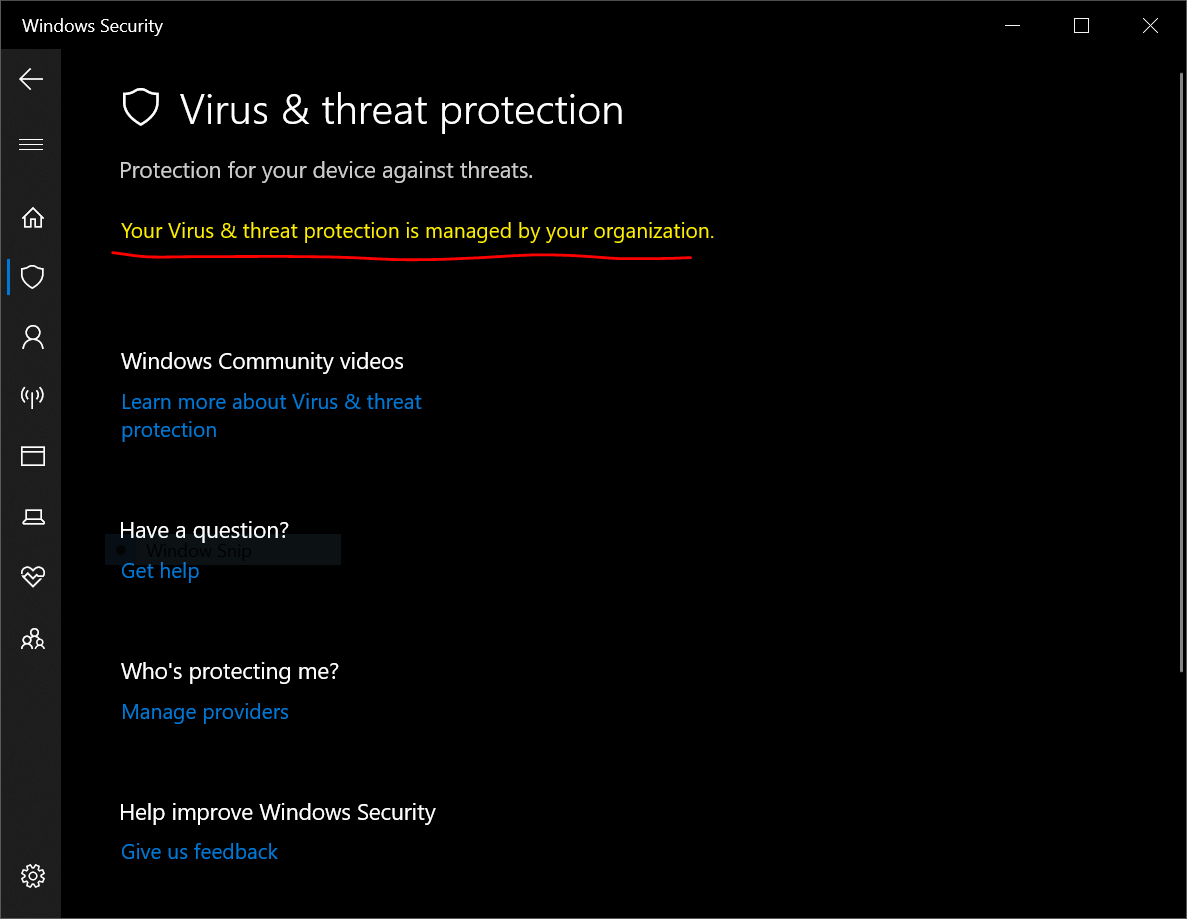 Windows Security
Virus & threat protection
Protection for your device against threats.
Your Virus & threat protection is managed by your organization.
Windows Community videos
Learn more about Virus & threat
protection
Have a question?
Window Snip
Get help
Who's protecting me?
Manage providers
Help improve Windows Security
Give us feedback